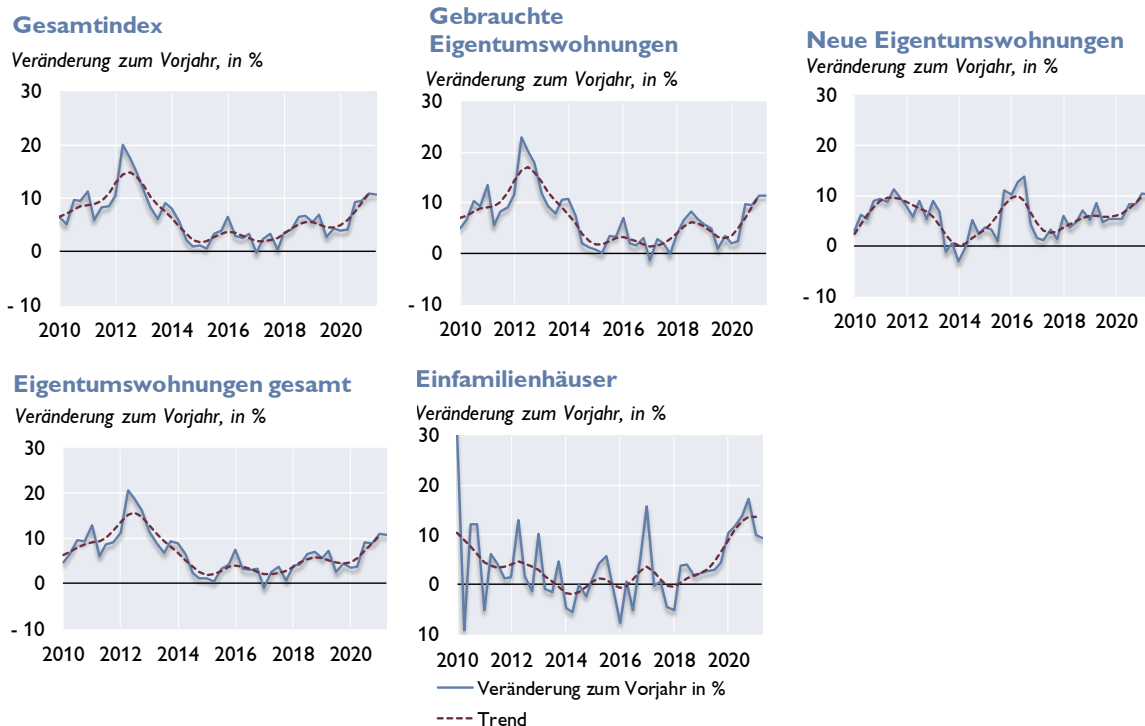 Gesamtindex
Veränderung zum Vorjahr, in %
30
20
10
0
- 10
2010 2012 2014 2016 2018 2020
Gebrauchte
Eigentumswohnungen
Veränderung zum Vorjahr, in %
30
20
10
0
- 10
2010 2012 2014 2016 2018 2020
Neue Eigentumswohnungen
Veränderung zum Vorjahr, in %
30
20
10
0
- 10
2010 2012 2014 2016 2018 2020
Eigentumswohnungen gesamt
Veränderung zum Vorjahr, in %
30
20
10
0
- 10
2010 2012 2014 2016 2018 2020
Einfamilienhäuser
Veränderung zum Vorjahr, in %
30
20
10
0
10
2010 2012 2014 2016 2018 2020
Veränderung zum Vorjahr in %
Trend